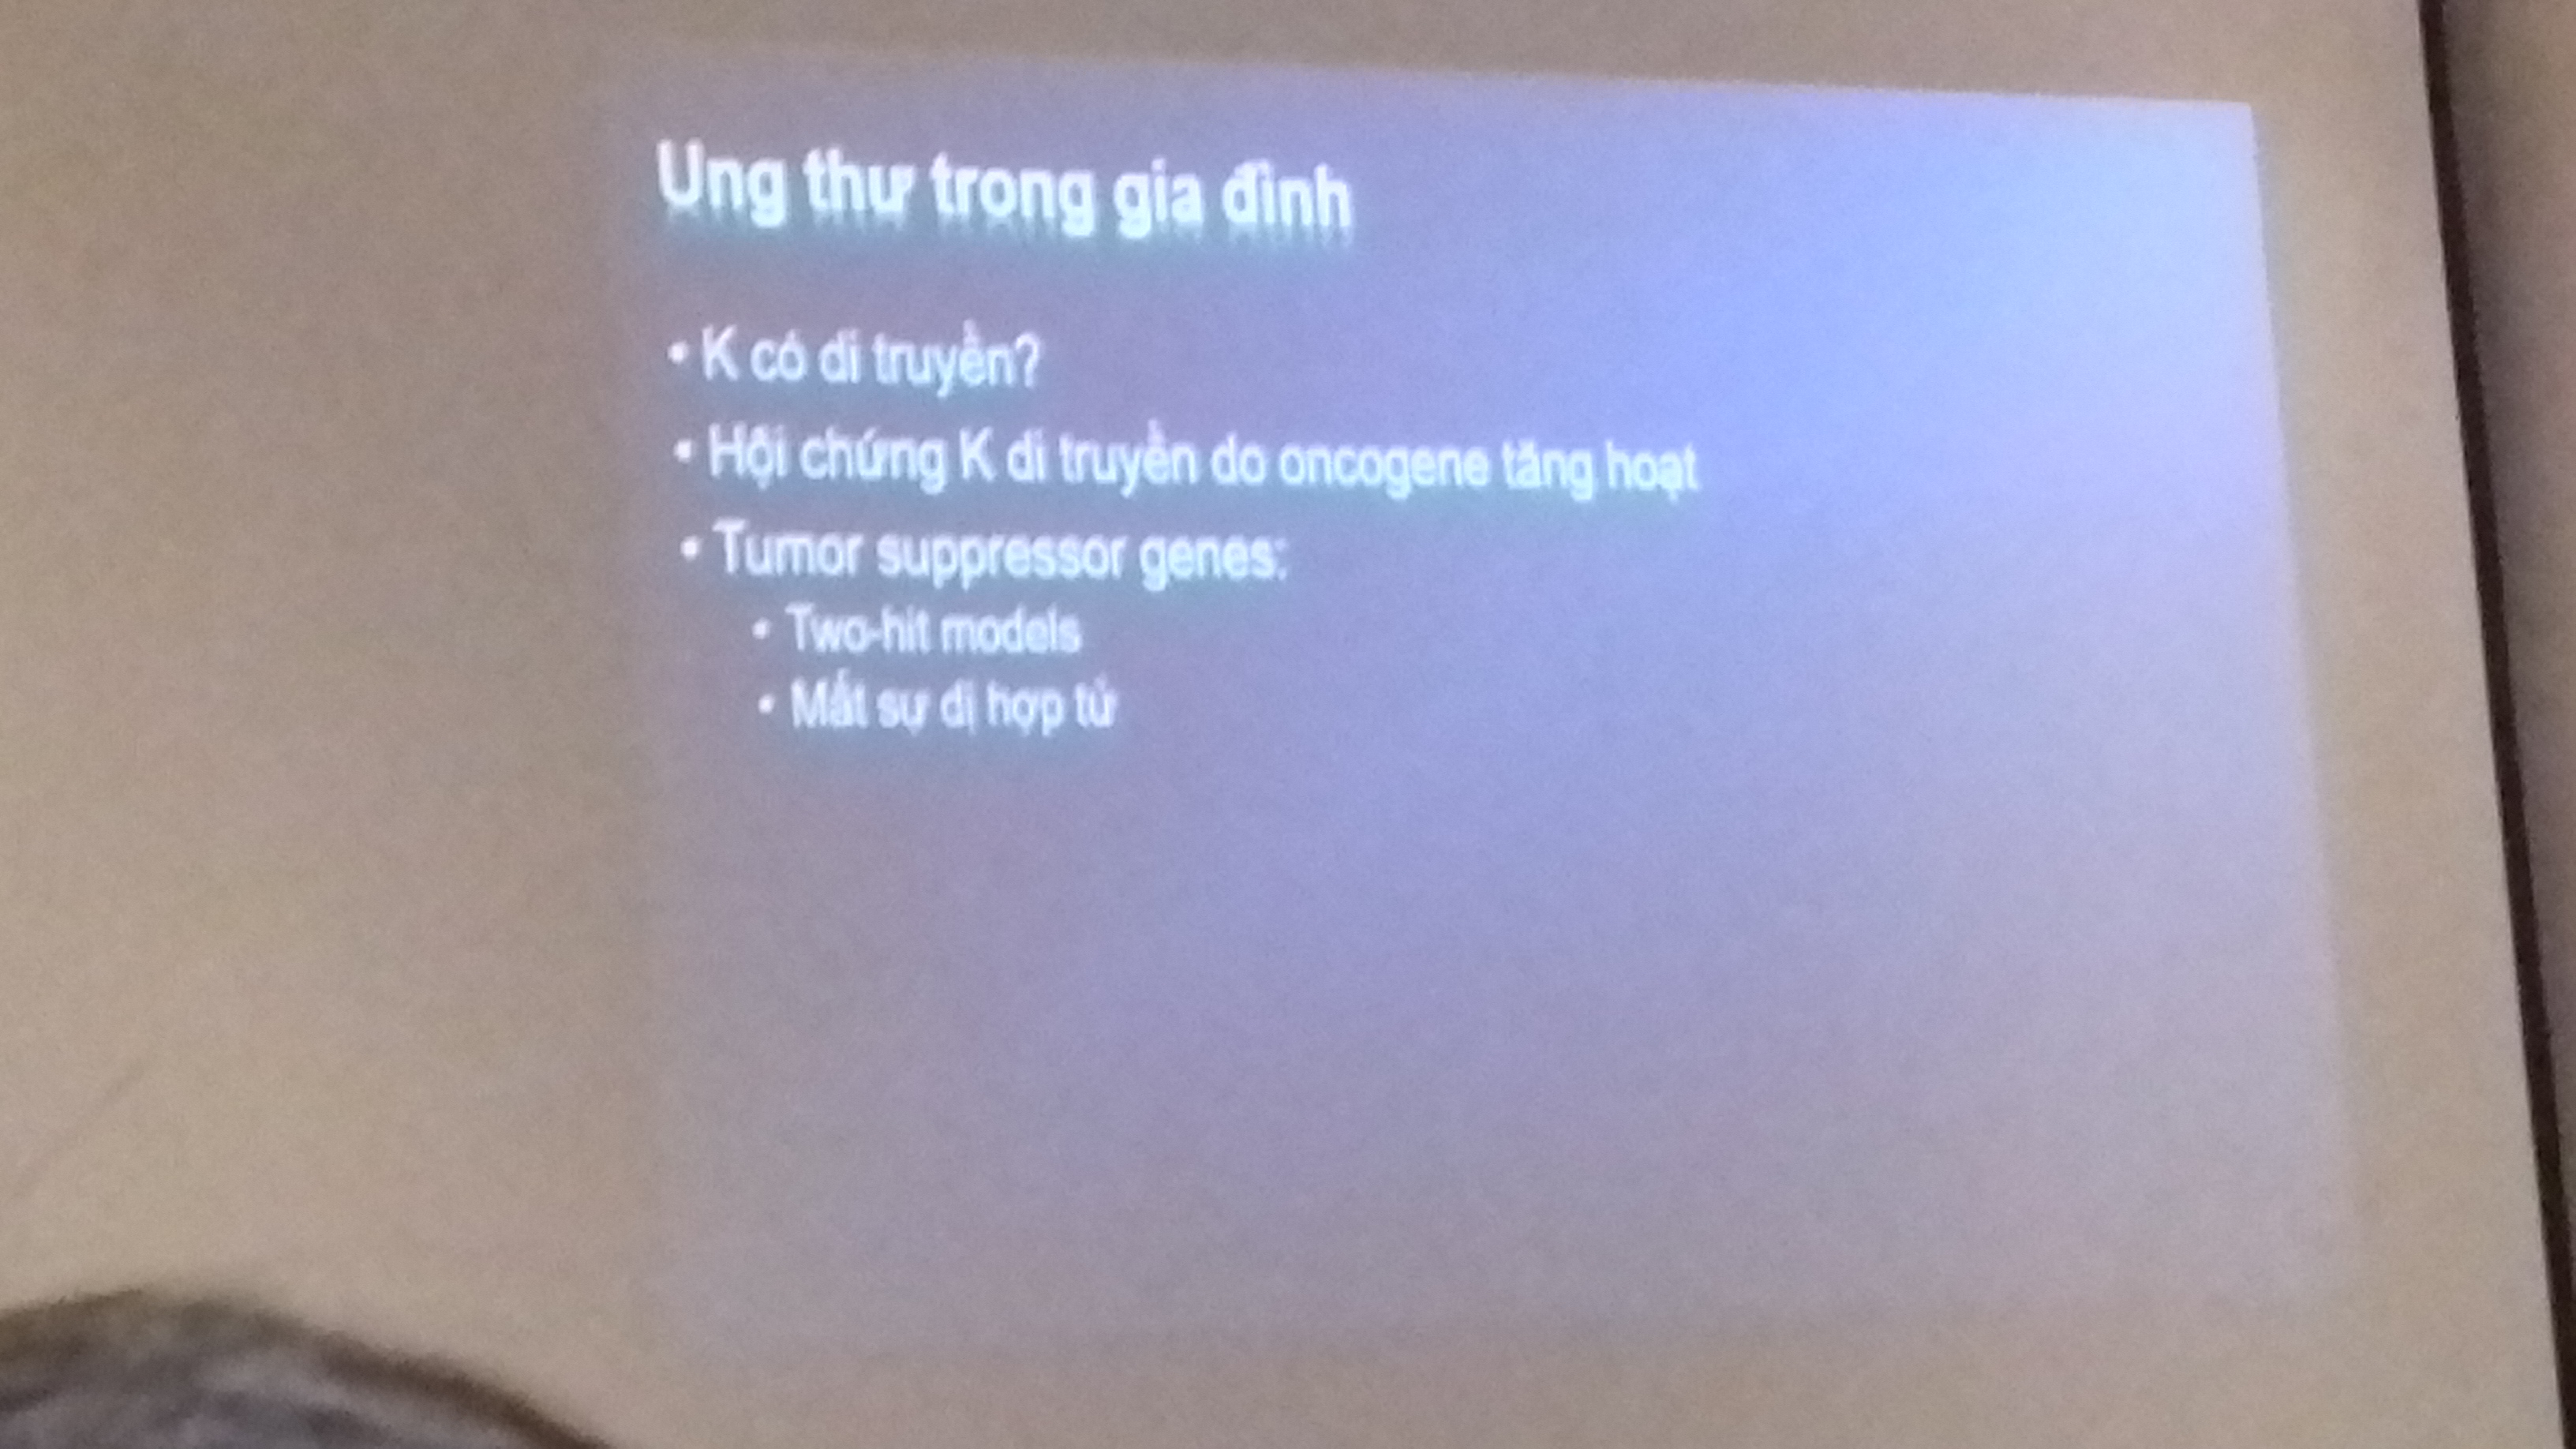 Ung thư trong gia đình
• K có di truyền?
• Hội chứng K di truyền do oncogene tăng hoạt
• Tumor suppressor genes:
• Two-hit models
• Mất sự dị hợp tử